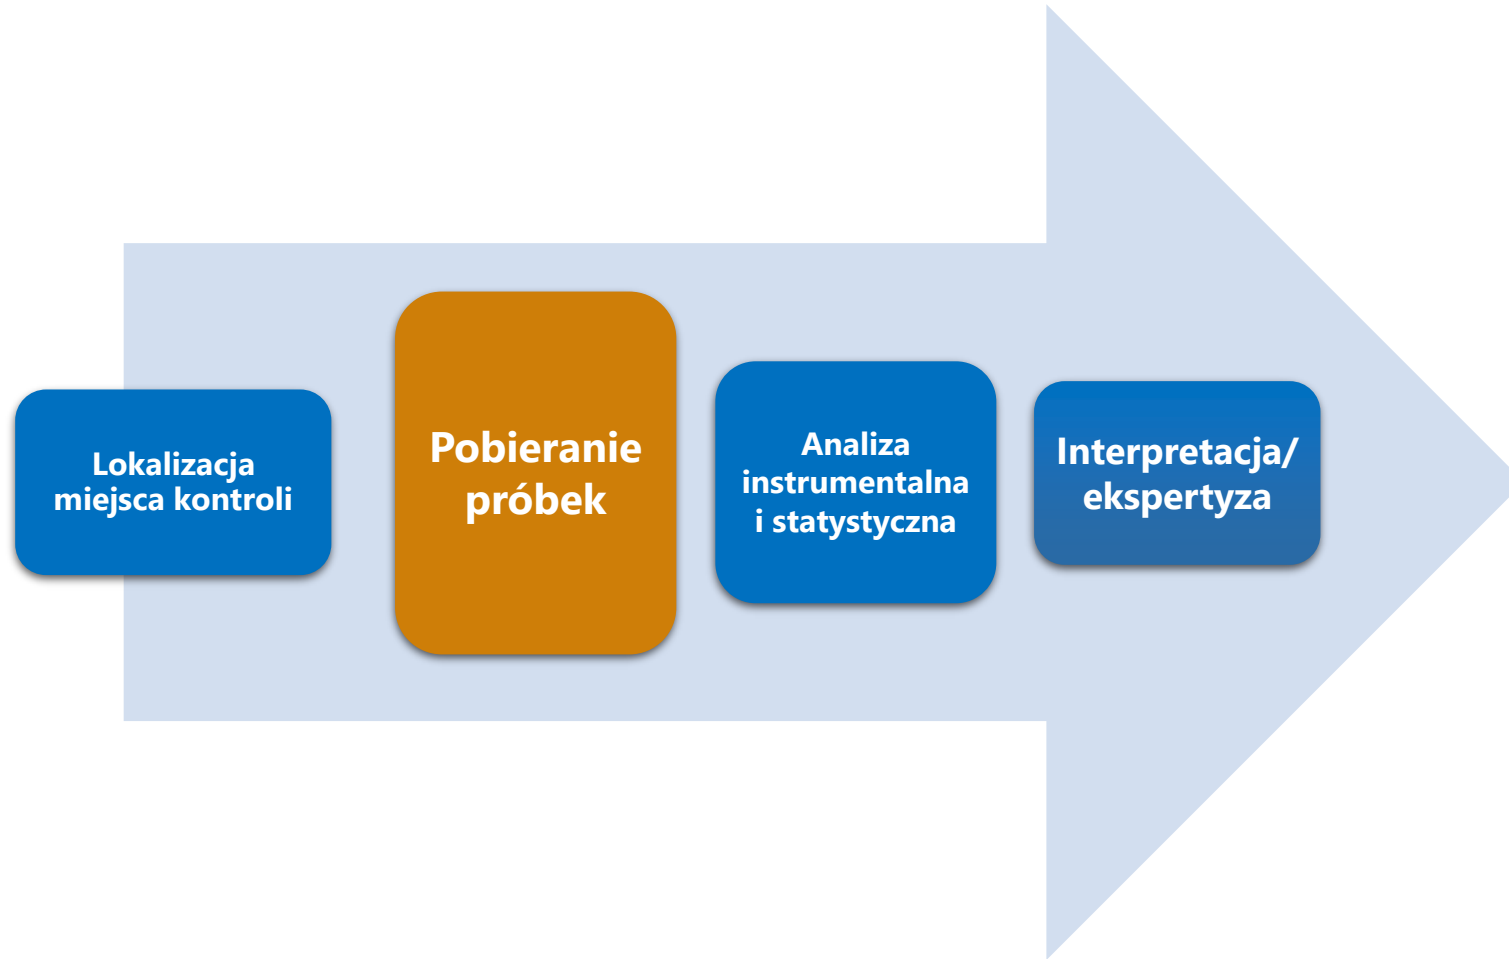 Lokalizacja
miejsca kontroli
Pobieranie
próbek
Analiza
instrumentalna
i statystyczna
Interpretacja/
ekspertyza